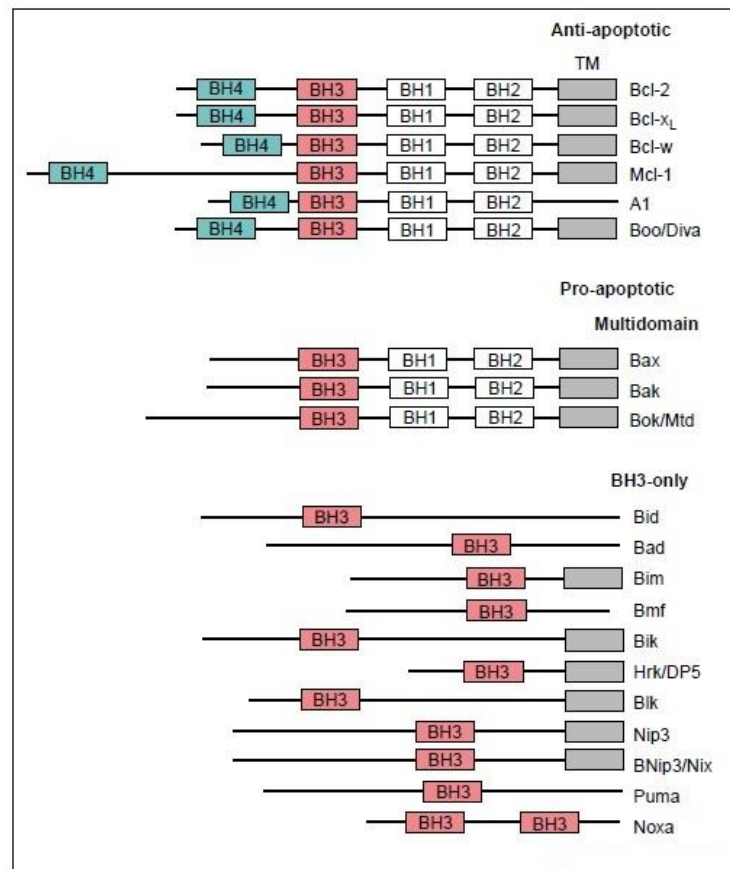 Anti-apoptotic
TM
BH4 BH3 BH1 BH2 Bcl-2
BH4 BH3 BH1 BH2 Bcl-xL
BH4 BH3 BH1 BH2 Bcl-w
BH4 BH3 BH1 BH2 Mcl-1
BH4 BH3 BH1 BH2 A1
BH4 BH3 BH1 BH2 Boo/Diva
Pro-apoptotic
Multidomain
BH3 BH1 BH2 Bax
BH3 BH1 BH2 Bak
BH3 BH1 BH2 Bok/Mtd
BH3-only
BH3 Bid
BH3 Bad
BH3 Bim
BH3 Bmf
BH3 Bik
BH3 Hrk/DP5
BH3 Blk
BH3 Nip3
BH3 BNip3/Nix
BH3 Puma
BH3 BH3 Noxa